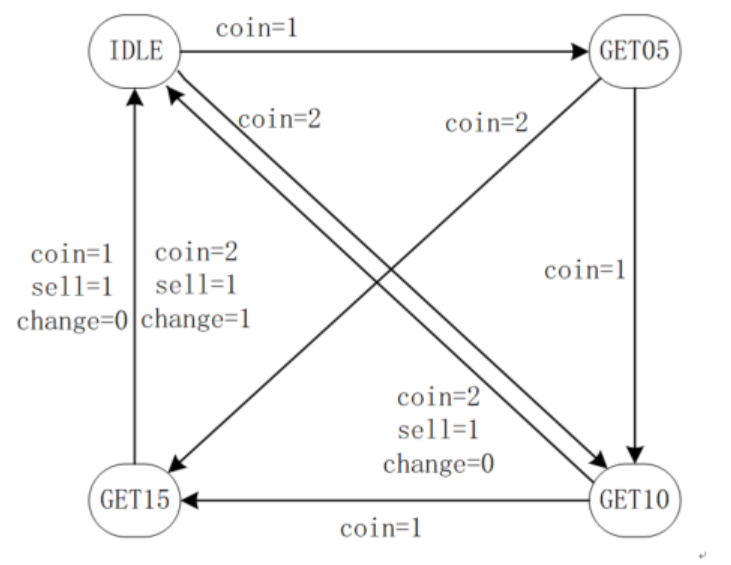 coin=1
IDLE
GET05
coin=2
coin=2
coin=1
sell=1
change=0
coin=2
sell=1
change=1
coin=1
coin=2
sell=1
change=0
GET15
GET10
coin=1